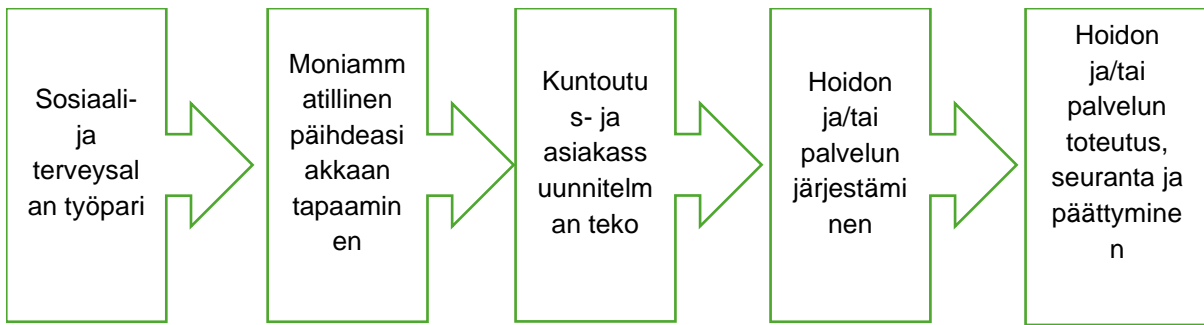 Sosiaali-
ja
terveysal
an työpari
Moniamm
atillinen
päihdeasi
akkaan
tapaamin
en
Kuntoutu
s- ja
asiakass
uunnitelm
an teko
Hoidon
ja/tai
palvelun
järjestämi
nen
Hoidon
ja/tai
palvelun
toteutus,
seuranta ja
päättymine
n